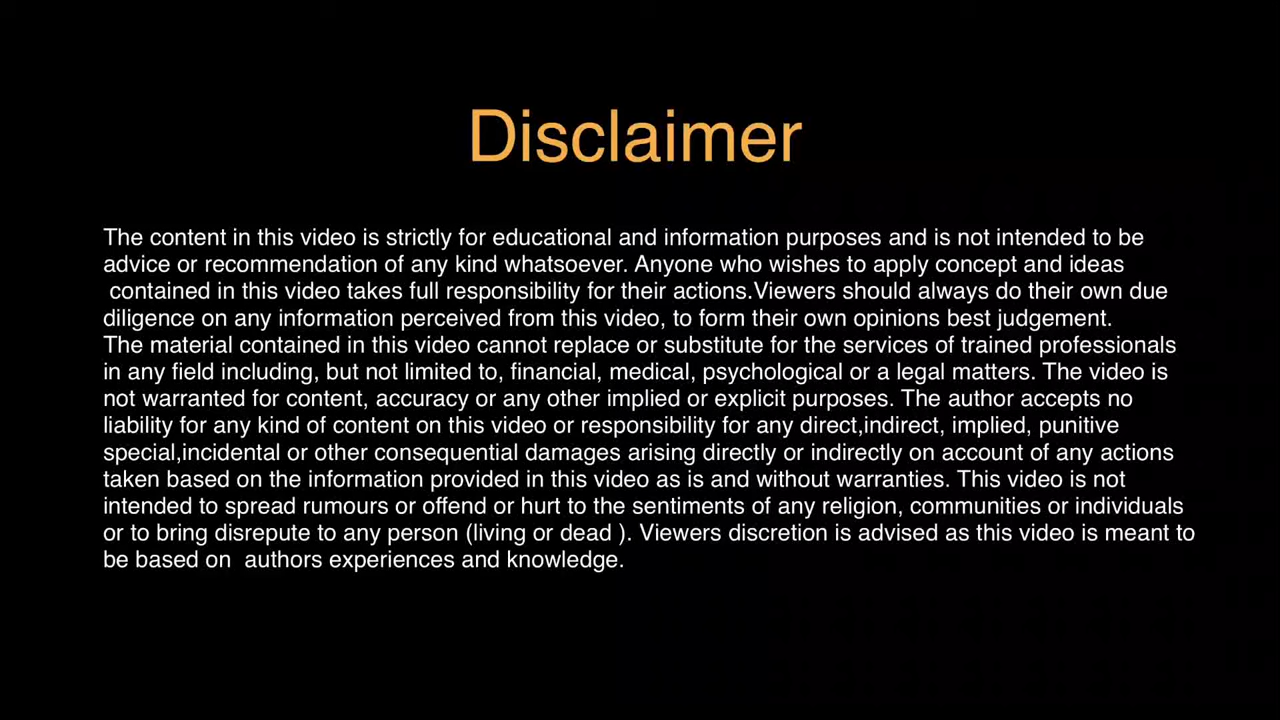 Disclaimer
The content in this video is strictly for educational and information purposes and is not intended to be
advice or recommendation of any kind whatsoever. Anyone who wishes to apply concept and ideas
contained in this video takes full responsibility for their actions.Viewers should always do their own due
diligence on any information perceived from this video, to form their own opinions best judgement.
The material contained in this video cannot replace or substitute for the services of trained professionals
in any field including, but not limited to, financial, medical, psychological or a legal matters. The video is
not warranted for content, accuracy or any other implied or explicit purposes. The author accepts no
liability for any kind of content on this video or responsibility for any direct,indirect, implied, punitive
special,incidental or other consequential damages arising directly or indirectly on account of any actions
taken based on the information provided in this video as is and without warranties. This video is not
intended to spread rumours or offend or hurt to the sentiments of any religion, communities or individuals
or to bring disrepute to any person (living or dead ). Viewers discretion is advised as this video is meant to
be based on  authors experiences and knowledge.